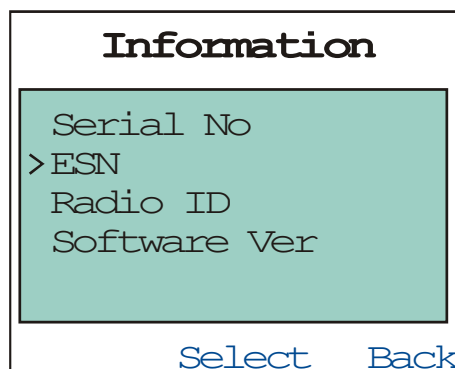 Information
Serial No
>ESN
Radio ID
Software Ver
Select Back